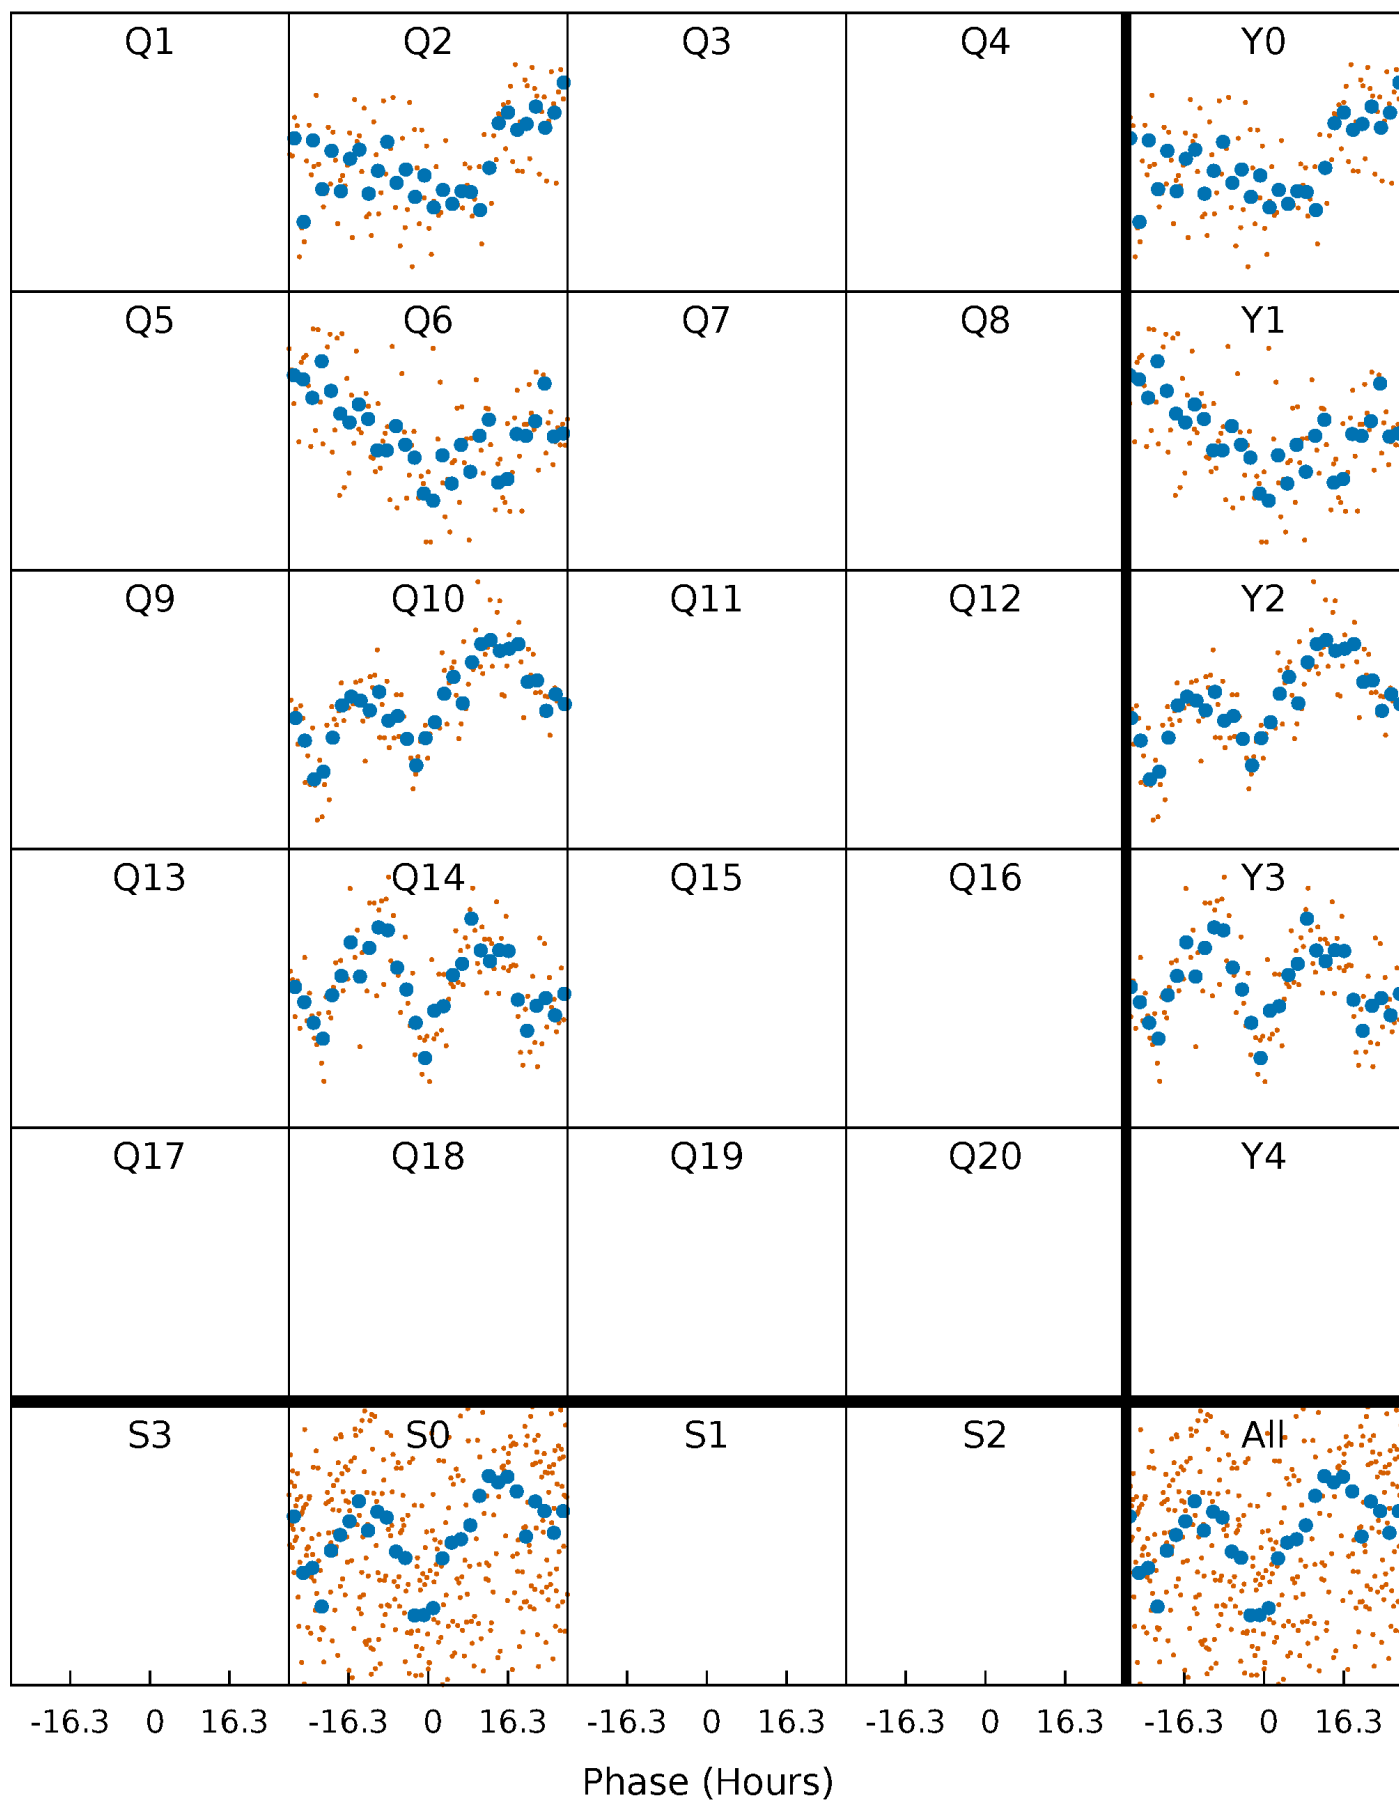 Q1 Q2 Q3 Q4 Y0
Q5 Q6 Q7 Q8 Y1
Q9 Q10 Q11 Q12 Y2
Q13 Q14 Q15 Q16 Y3
Q17 Q18 Q19 Q20 Y4
S3 S0 S1 S2 All
-16.3 0 16.3 -16.3 0 16.3 -16.3 0 16.3 -16.3 0 16.3 -16.3 0 16.3
Phase (Hours)